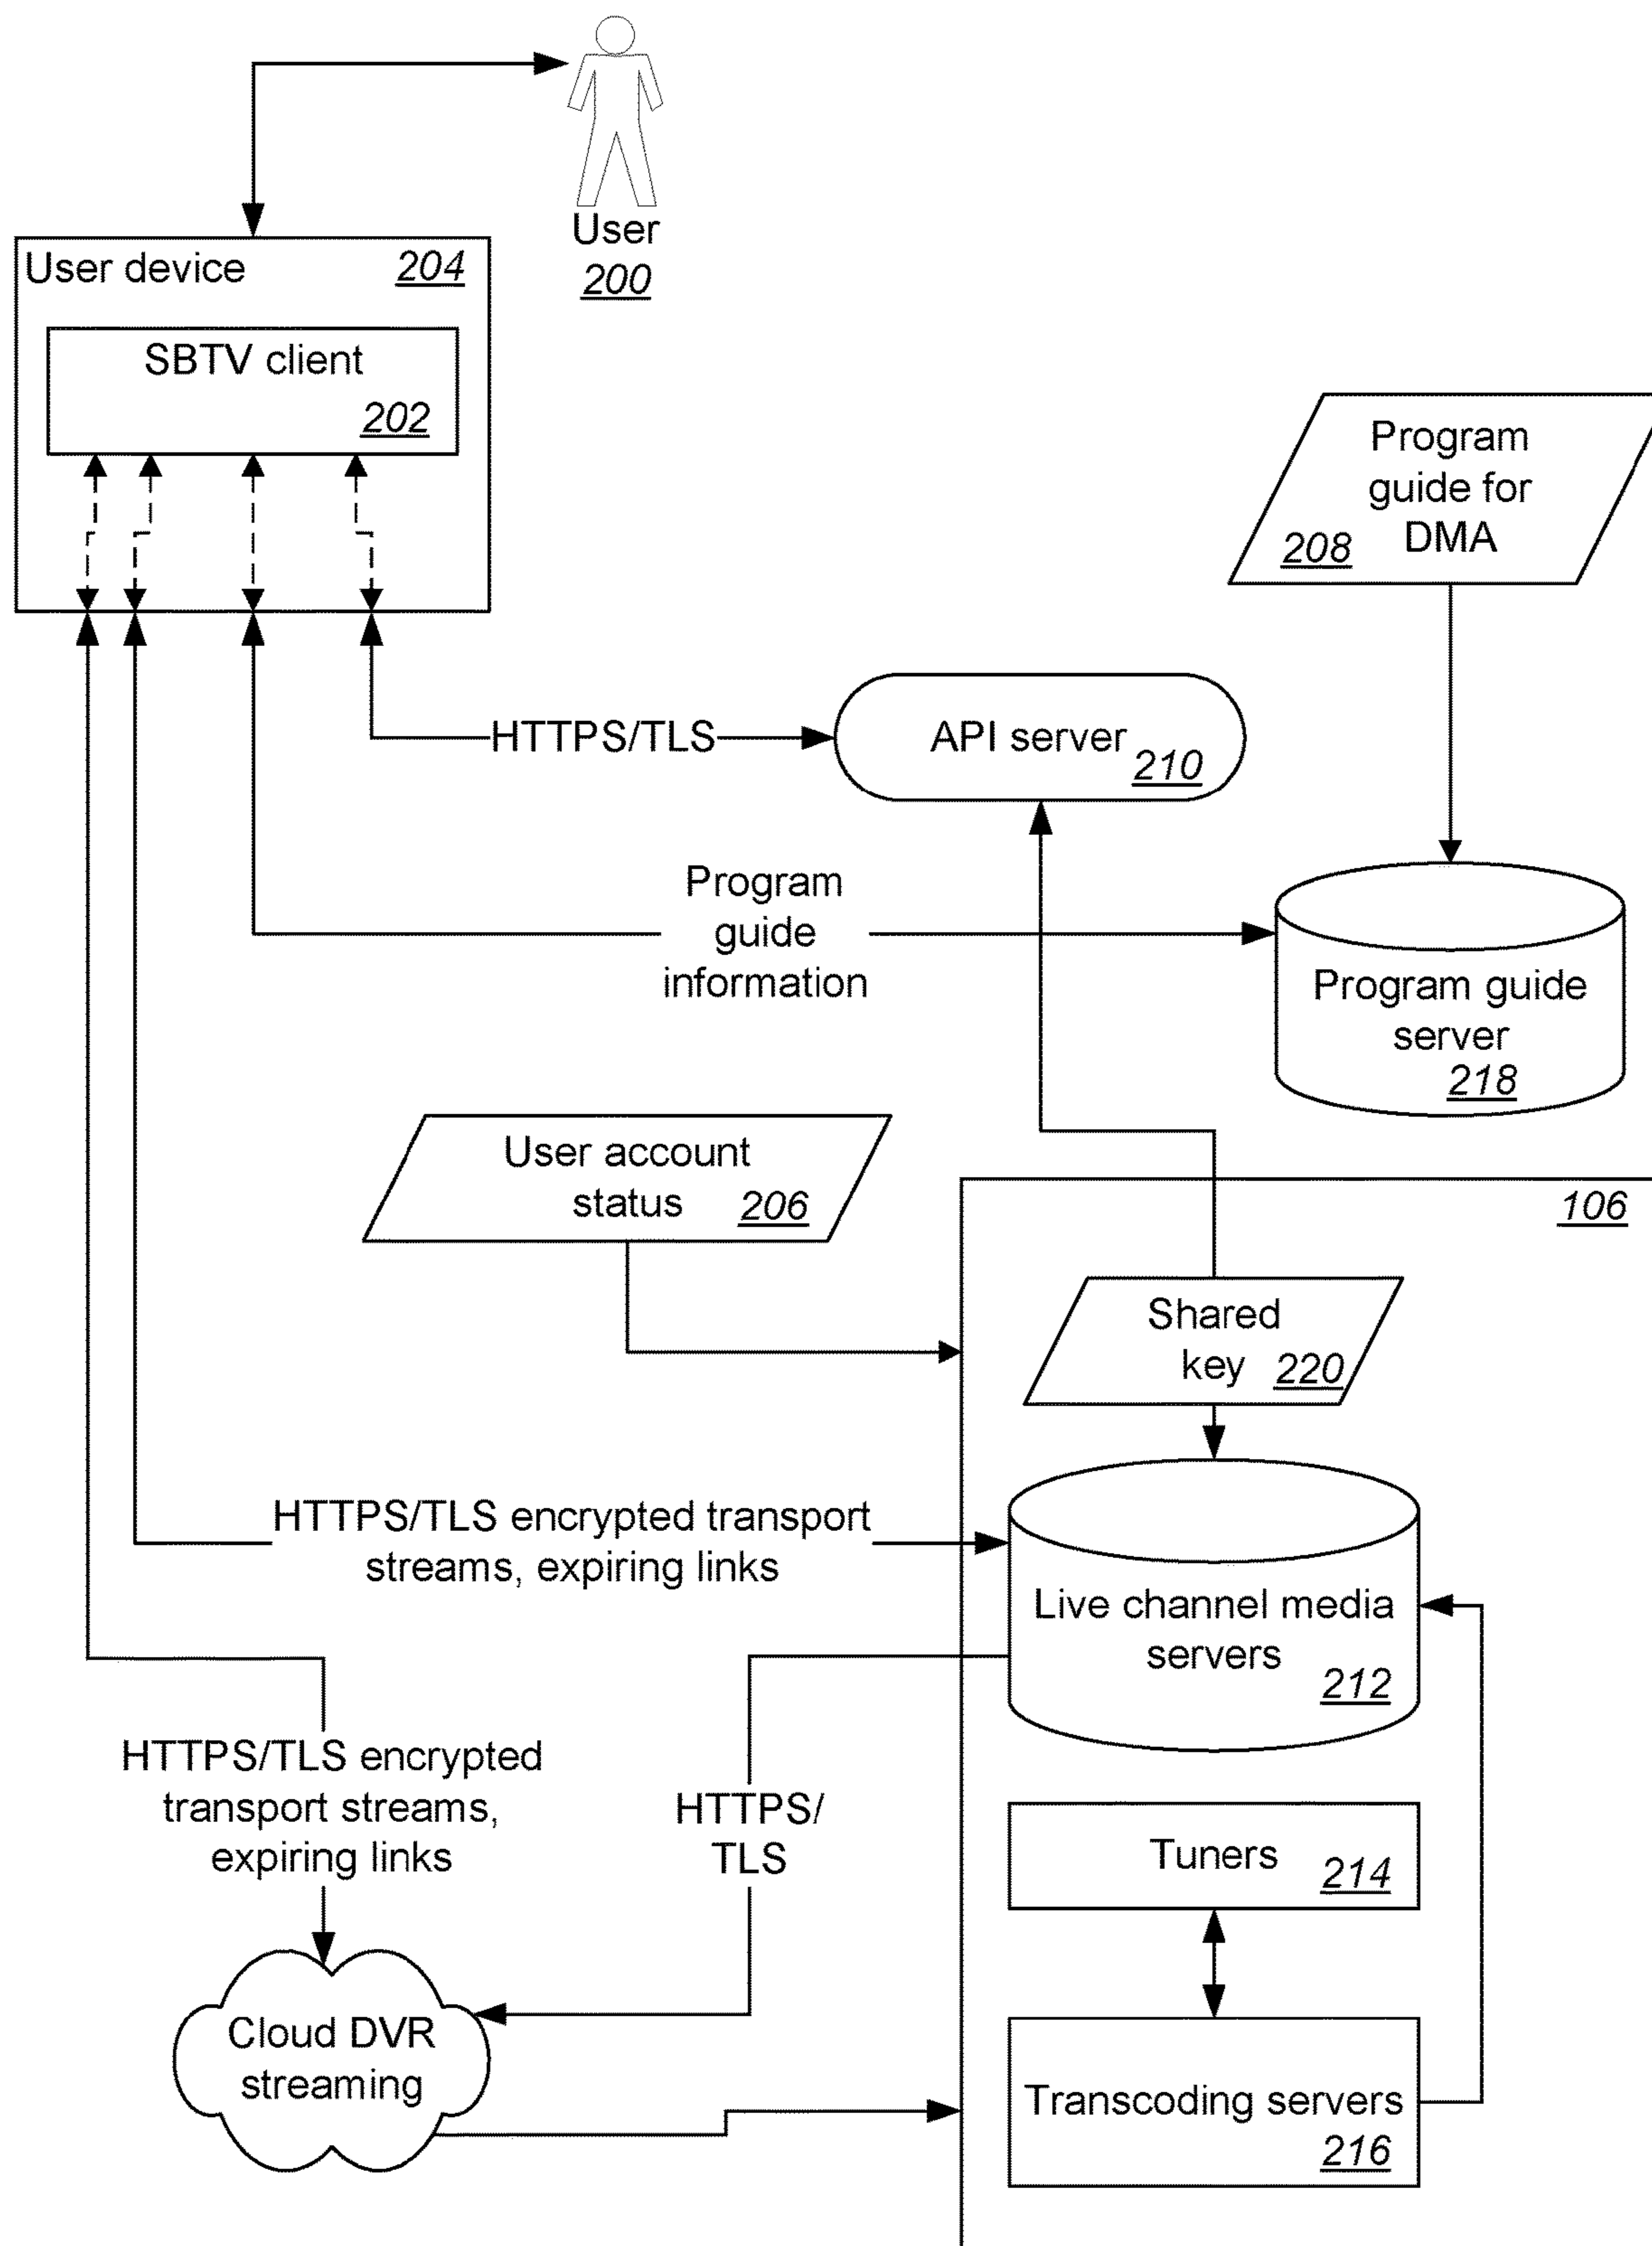 User
200
User device 204
SBTV client
202
Program
guide for
DMA
208
HTTPS/TLS
API server
210
Program
guide
information
Program guide
server
218
User account
status 206
106
Shared
key 220
HTTPS/TLS encrypted transport
streams, expiring links
Live channel media
servers
212
HTTPS/TLS encrypted
transport streams,
expiring links
HTTPS/
TLS
Tuners
214
Cloud DVR
streaming
Transcoding servers
216